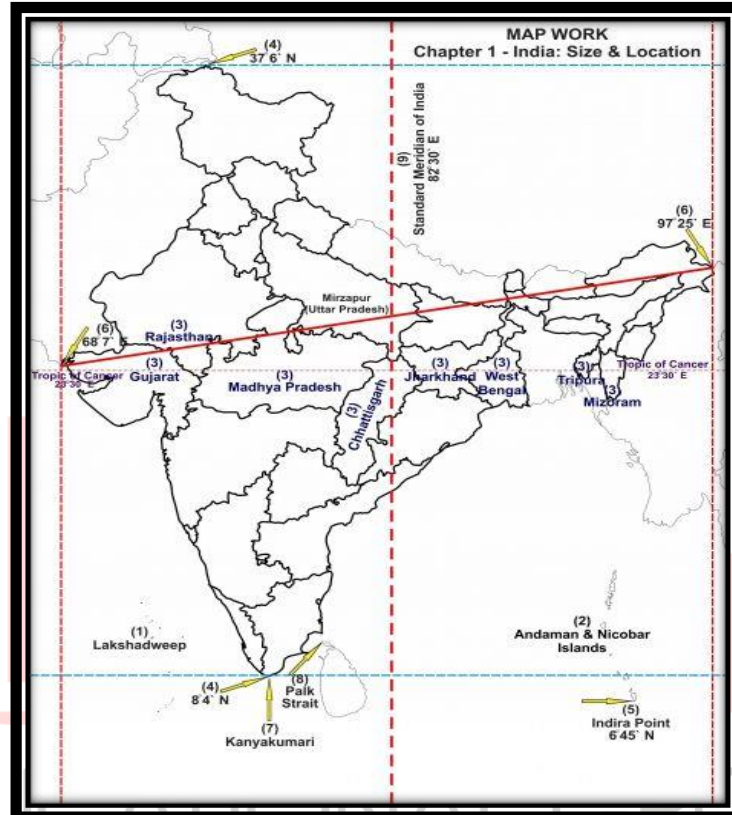 MAP WORK
Chapter 1 - India: Size & Location
(4)
37˚6` N
(9)
Standard Meridian of India
82˚30` E
(6)
97˚25` E
Mirzapur
(Uttar Pradesh)
(3)
Rajasthan
(6)
68˚7` E
Tropic of Cancer
23˚30` E
(3)
Gujarat
(3)
Madhya Pradesh
(3)
Chhattisgarh
(3)
Jharkhand
(3)
West
Bengal
(3)
Tripura
(3)
Mizoram
Tropic of Cancer
23˚30` E
(1)
Lakshadweep
(2)
Andaman & Nicobar
Islands
(4)
8˚4` N
(8)
Palk
Strait
(7)
Kanyakumari
(5)
Indira Point
6˚45` N